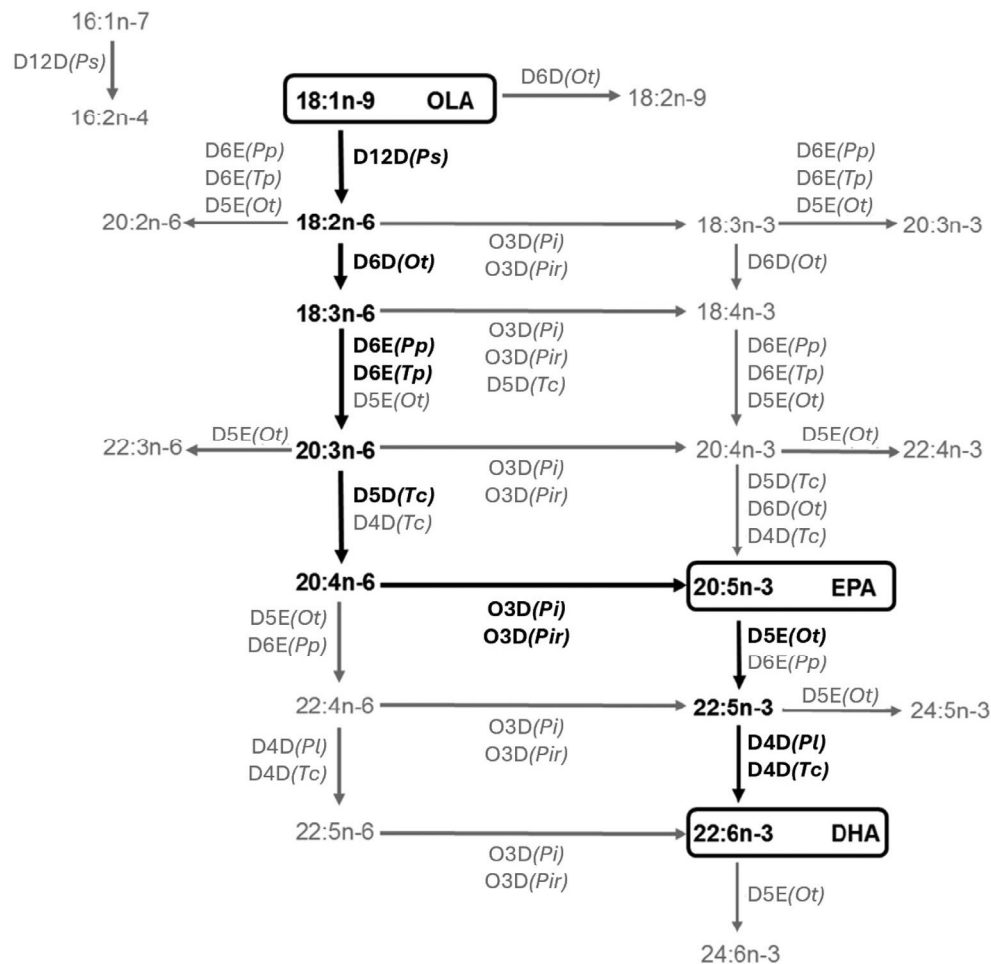 16:1n-7
D12D(Ps)
16:2n-4
18:1n-9 OLA
D6D(Ot)
18:2n-9
D12D(Ps)
D6E(Pp)
D6E(Tp)
D5E(Ot)
D6E(Pp)
D6E(Tp)
D5E(Ot)
20:2n-6
18:2n-6
18:3n-3
20:3n-3
O3D(Pi)
O3D(Pir)
D6D(Ot)
D6D(Ot)
18:3n-6
18:4n-3
O3D(Pi)
O3D(Pir)
D5D(Tc)
D6E(Pp)
D6E(Tp)
D5E(Ot)
D6E(Pp)
D6E(Tp)
D5E(Ot)
22:3n-6
D5E(Ot)
20:3n-6
20:4n-3
D5E(Ot)
22:4n-3
O3D(Pi)
O3D(Pir)
D5D(Tc)
D4D(Tc)
D5D(Tc)
D6D(Ot)
D4D(Tc)
20:4n-6
20:5n-3 EPA
O3D(Pi)
O3D(Pir)
D5E(Ot)
D6E(Pp)
D5E(Ot)
D6E(Pp)
22:4n-6
22:5n-3
D5E(Ot)
24:5n-3
O3D(Pi)
O3D(Pir)
D4D(Pl)
D4D(Tc)
D4D(Pl)
D4D(Tc)
22:5n-6
22:6n-3 DHA
O3D(Pi)
O3D(Pir)
D5E(Ot)
24:6n-3